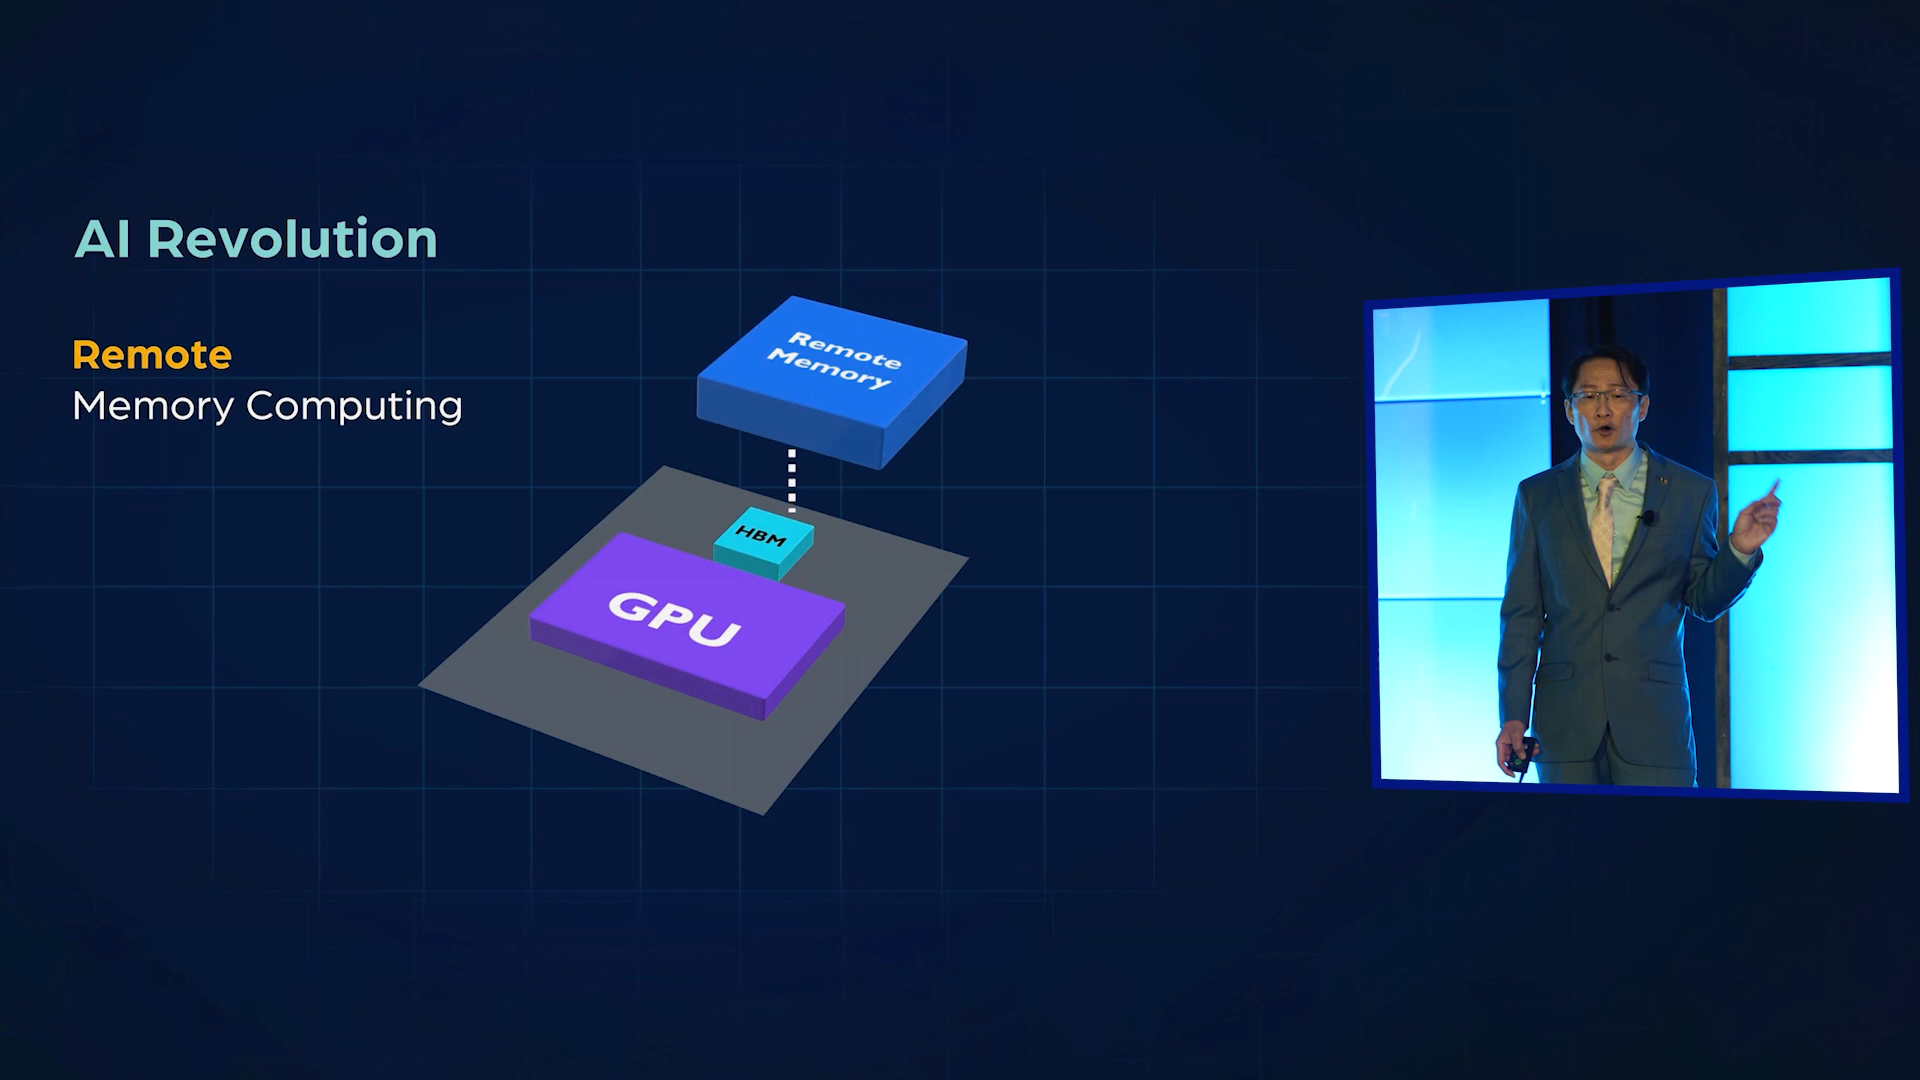 AI Revolution
Remote
Memory Computing
Remote
Memory
HBM
GPU